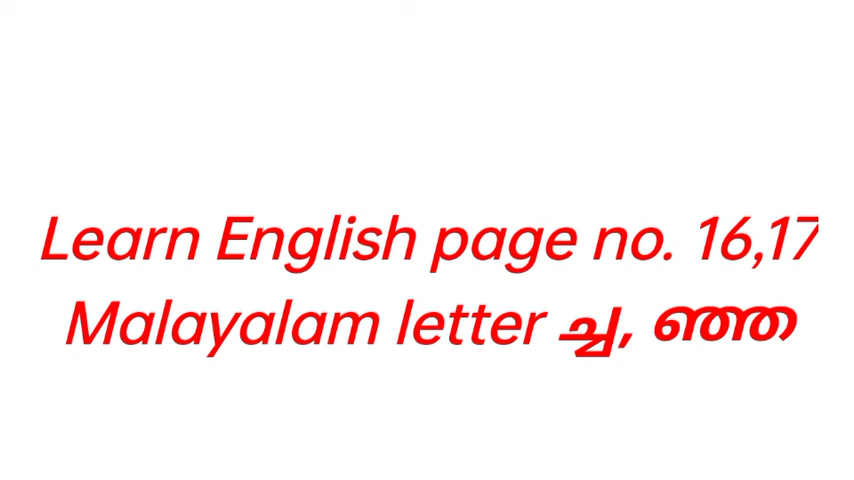 Learn English page no. 16,17
Malayalam letter ച്ച, ഞ്ഞ